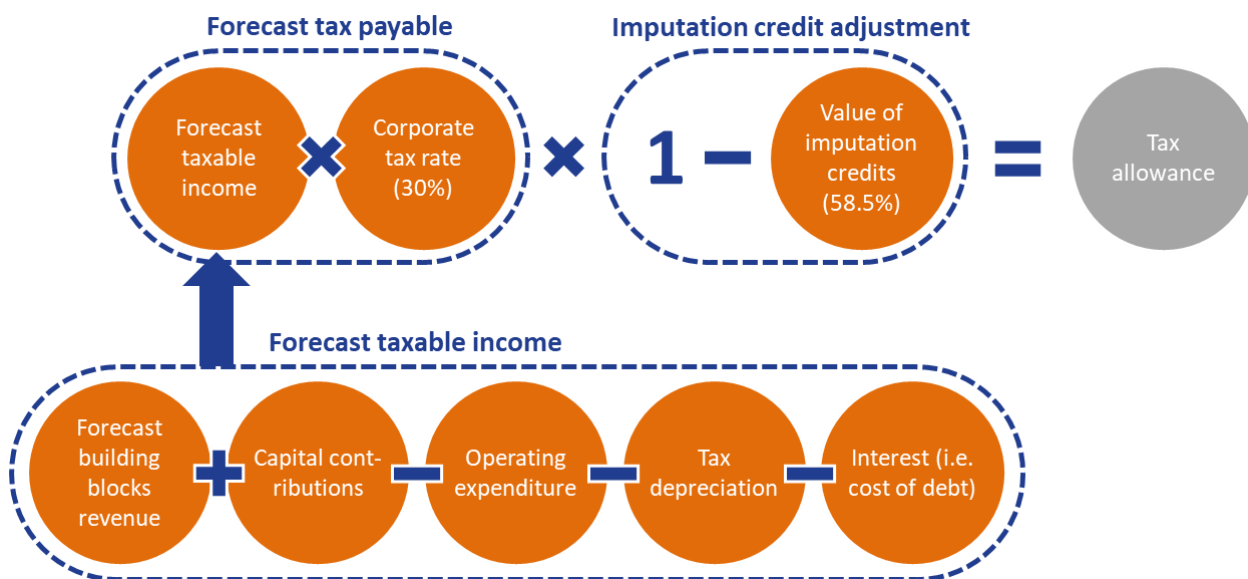 Forecast tax payable
Imputation credit adjustment
Forecast
taxable
income
×
Corporate
tax rate
(30%)
×
1 −
Value of
imputation
credits
(58.5%)
=
Tax
allowance
Forecast taxable income
Forecast
building
blocks
revenue
+
Capital cont-
ributions
−
Operating
expenditure
−
Tax
depreciation
−
Interest (i.e.
cost of debt)